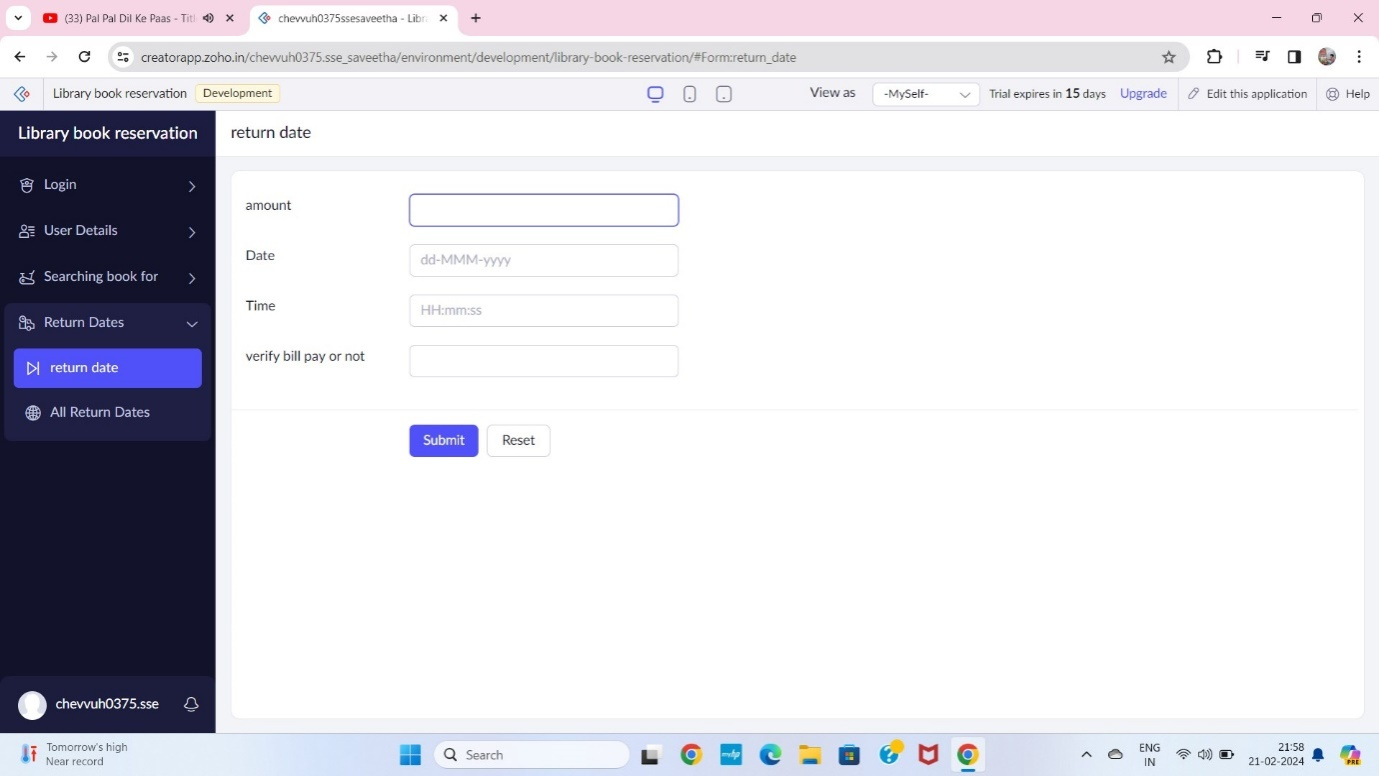 (33) Pal Pal Dil Ke Paas - Titl
chevvuh0375ssesaveetha - Libr
creatorapp.zoho.in/chevvuh0375.sse_saveetha/environment/development/library-book-reservation/#Form:return_date
Library book reservation Development View as -MySelf- Trial expires in 15 days Upgrade Edit this application Help
Library book reservation
return date
Login
User Details
Searching book for
Return Dates
return date
All Return Dates
amount
Date dd-MMM-yyyy
Time HH:mm:ss
verify bill pay or not
Submit Reset
chevvuh0375.sse
Tomorrow's high
Near record
Search
ENG
IN
21:58
21-02-2024
PRE